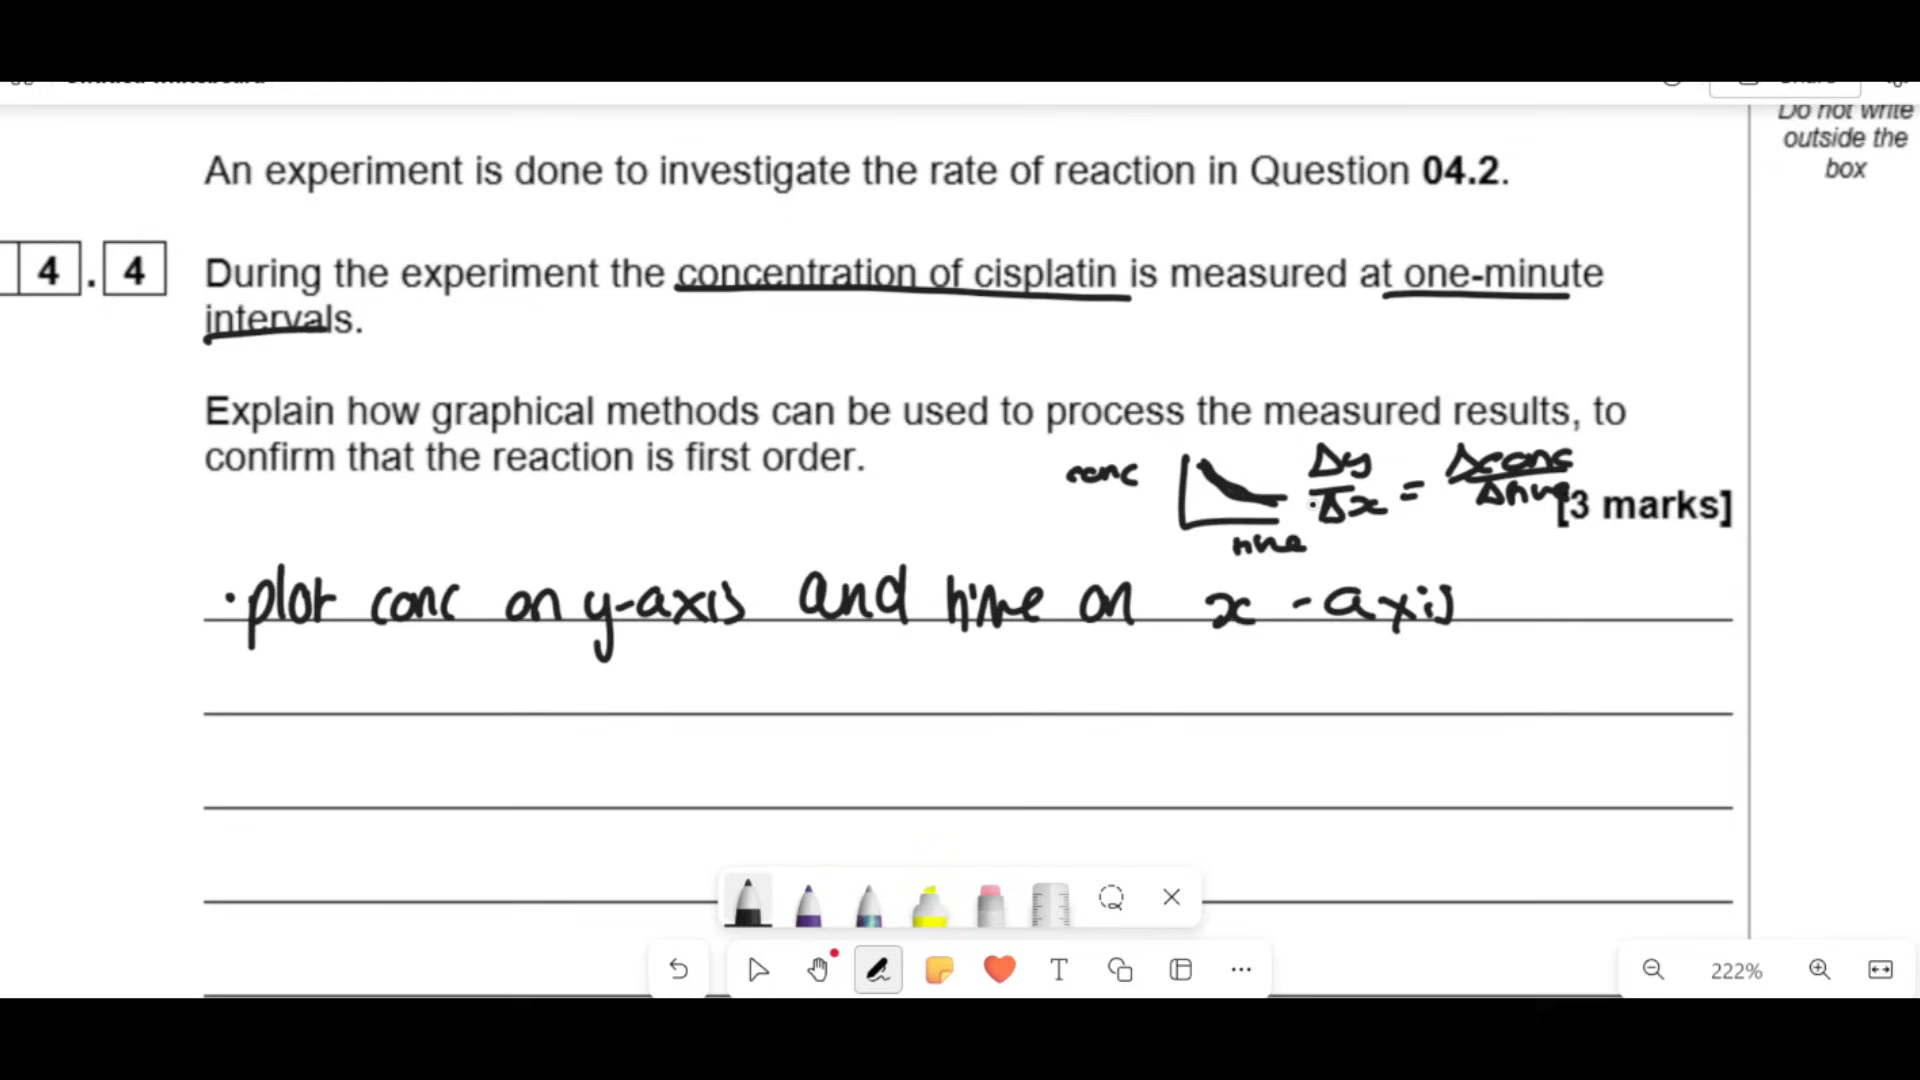 Do not write
outside the
box
An experiment is done to investigate the rate of reaction in Question 04.2.
4 . 4 During the experiment the concentration of cisplatin is measured at one-minute
intervals.
Explain how graphical methods can be used to process the measured results, to
confirm that the reaction is first order.
conc Δy/Δx = Δconc/Δtime
[3 marks]
time
· plot conc on y-axis and time on x-axis
T
222%